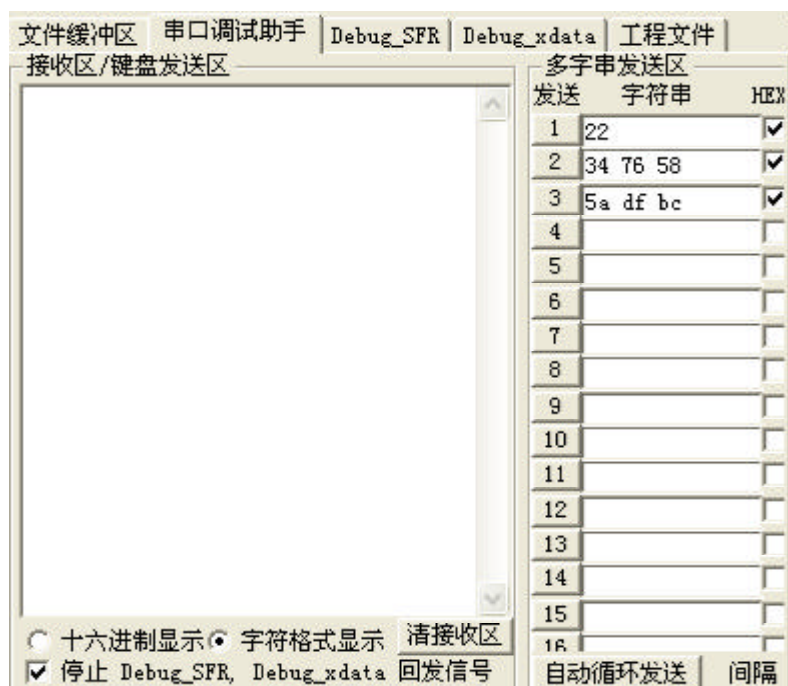 文件缓冲区 串口调试助手 Debug_SFR Debug_xdata 工程文件
接收区/键盘发送区
多字串发送区
发送 字符串 HEX
1 22
2 34 76 58
3 5a df bc
4
5
6
7
8
9
10
11
12
13
14
15
16
十六进制显示 字符格式显示 清接收区
停止 Debug_SFR, Debug_xdata 回发信号
自动循环发送 间隔